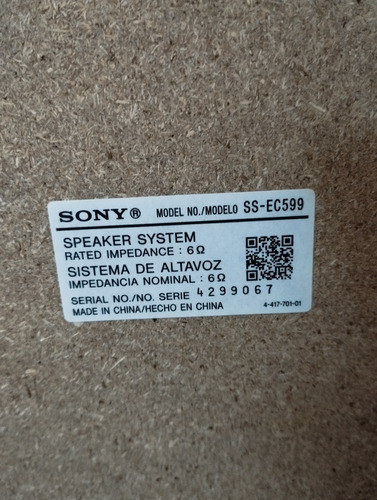 SONY® MODEL NO./MODELO SS-EC599
SPEAKER SYSTEM
RATED IMPEDANCE : 6Ω
SISTEMA DE ALTAVOZ
IMPEDANCIA NOMINAL : 6Ω
SERIAL NO./NO. SERIE 4299067
MADE IN CHINA/HECHO EN CHINA 4-417-701-01